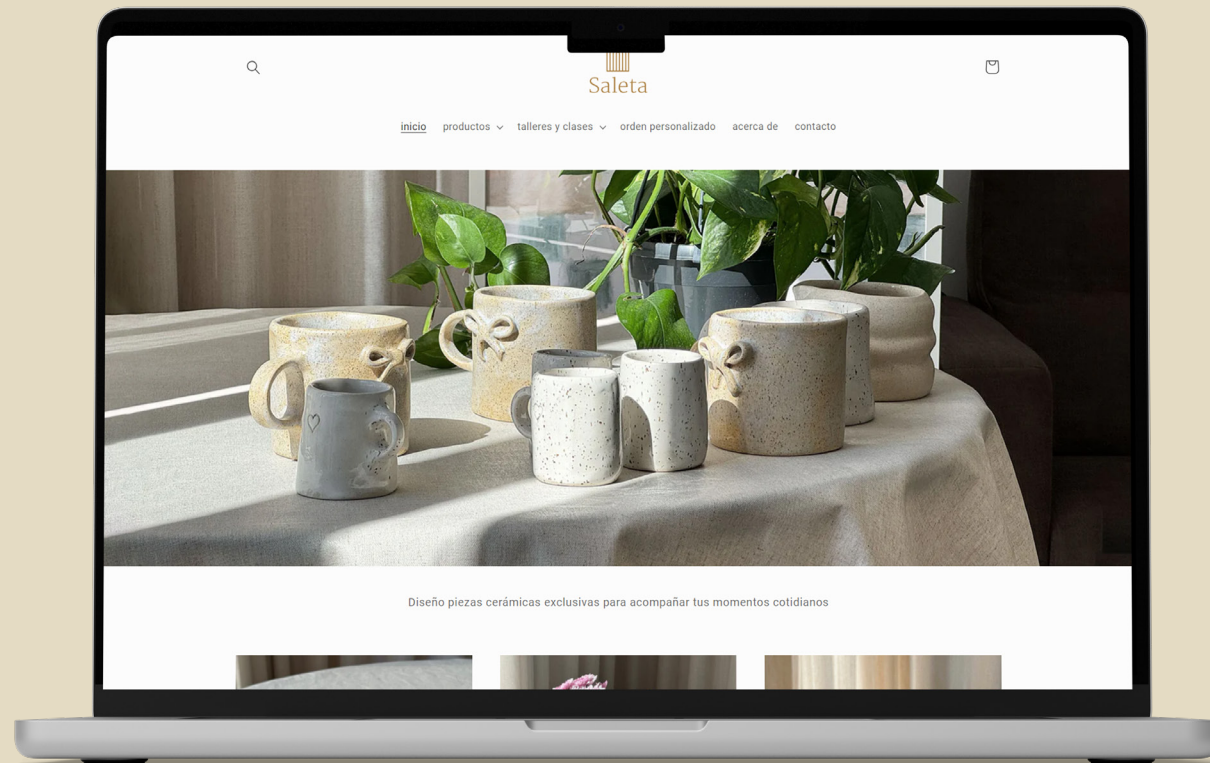 Saleta
inicio productos talleres y clases orden personalizado acerca de contacto
Diseño piezas cerámicas exclusivas para acompañar tus momentos cotidianos